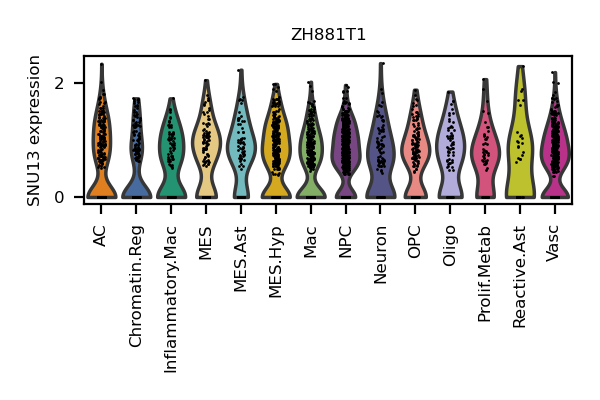 ZH881T1
SNU13 expression
2
0
AC
Chromatin.Reg
Inflammatory.Mac
MES
MES.Ast
MES.Hyp
Mac
NPC
Neuron
OPC
Oligo
Prolif.Metab
Reactive.Ast
Vasc